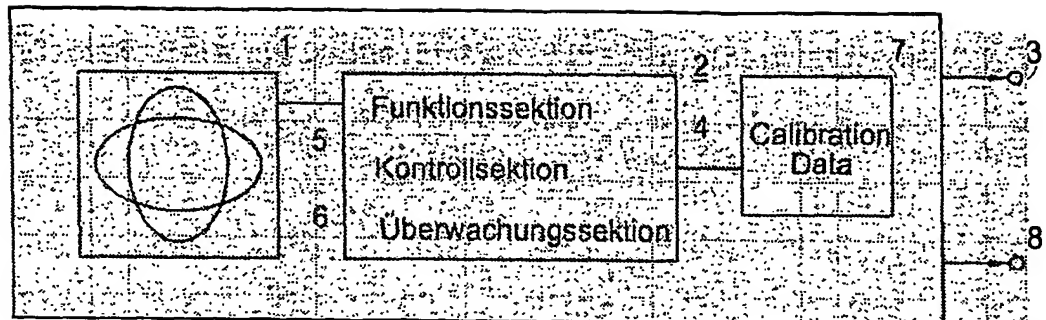 1
2
7
3
Funktionssektion
5
4
Calibration
Data
Kontrollsektion
6
Überwachungssektion
8